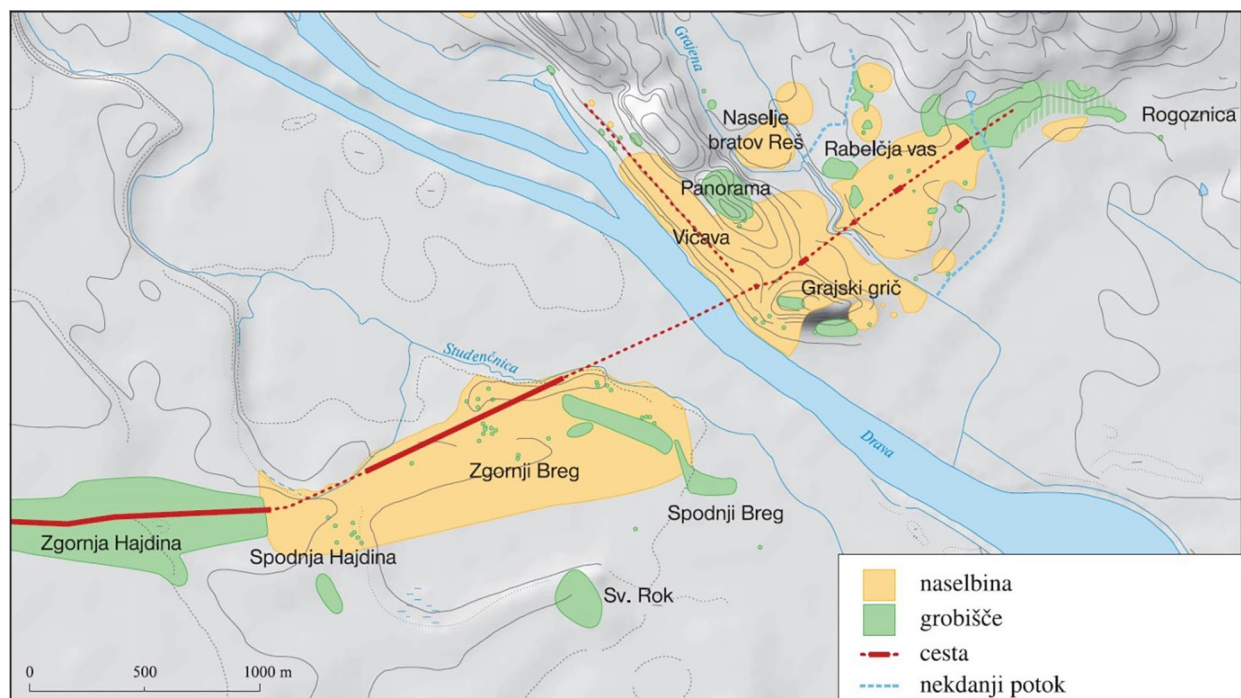 Grajena
Naselje
bratov Reš
Rabelčja vas
Rogoznica
Panorama
Vičava
Grajski grič
Studenčnica
Drava
Zgornji Breg
Spodnji Breg
Zgornja Hajdina
Spodnja Hajdina
Sv. Rok
0 500 1000 m
naselbina
grobišče
cesta
nekdanji potok